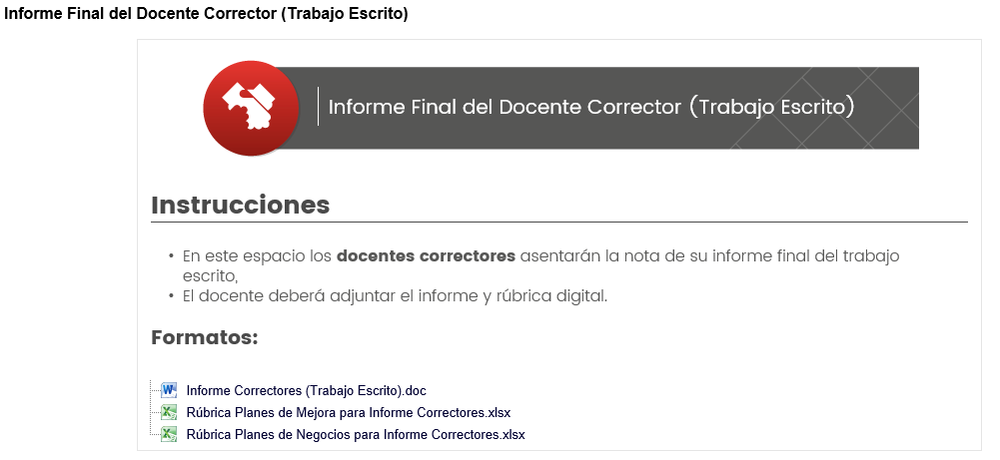 Informe Final del Docente Corrector (Trabajo Escrito)
Informe Final del Docente Corrector (Trabajo Escrito)
Instrucciones
• En este espacio los docentes correctores asentarán la nota de su informe final del trabajo
escrito,
• El docente deberá adjuntar el informe y rúbrica digital.
Formatos:
Informe Correctores (Trabajo Escrito).doc
Rúbrica Planes de Mejora para Informe Correctores.xlsx
Rúbrica Planes de Negocios para Informe Correctores.xlsx